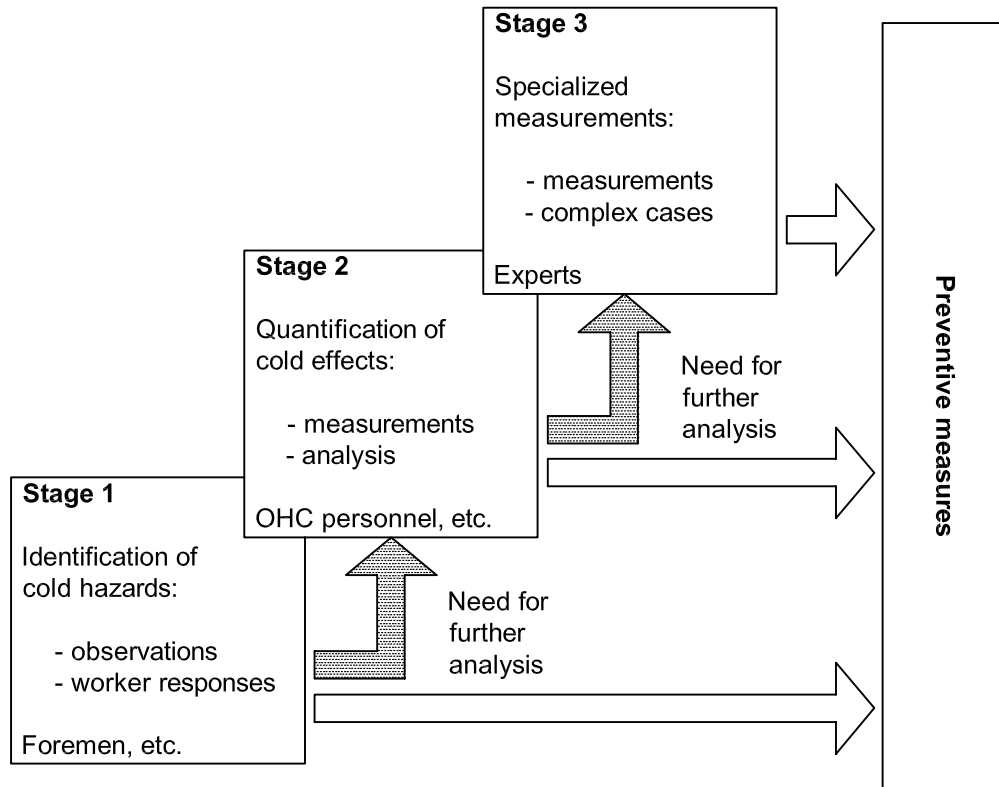 Stage 3
Specialized
measurements:
- measurements
- complex cases
Experts
Stage 2
Quantification of
cold effects:
- measurements
- analysis
OHC personnel, etc.
Need for
further
analysis
Stage 1
Identification of
cold hazards:
- observations
- worker responses
Foremen, etc.
Need for
further
analysis
Preventive measures